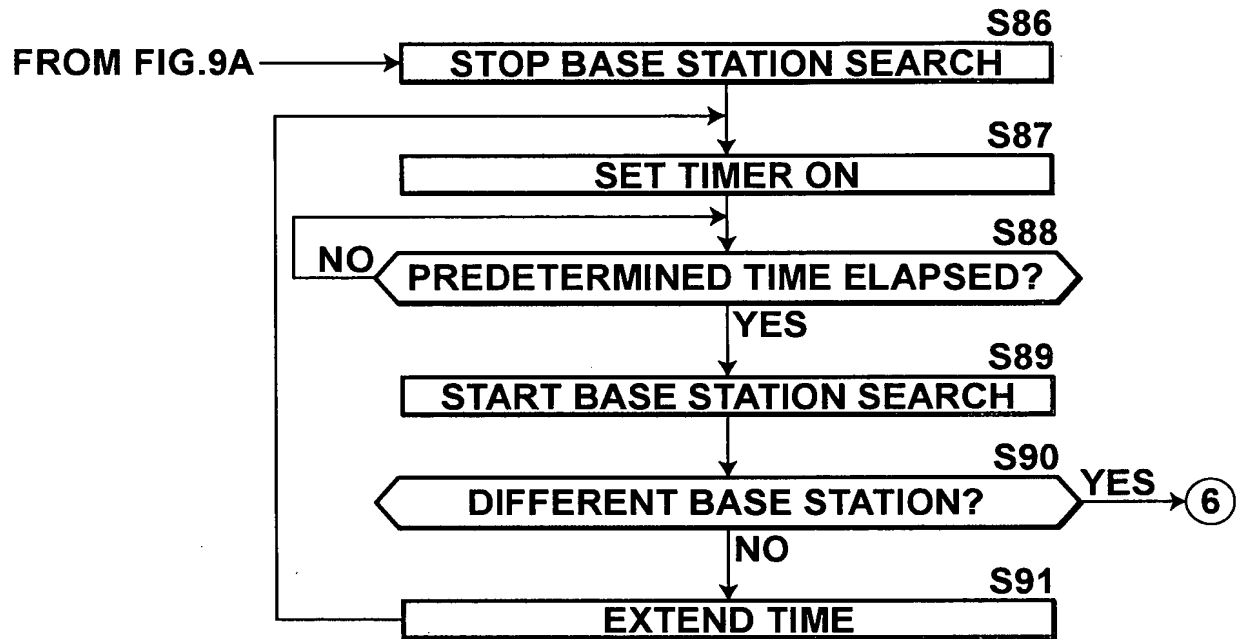 S86
FROM FIG.9A
STOP BASE STATION SEARCH
S87
SET TIMER ON
S88
NO
PREDETERMINED TIME ELAPSED?
YES
S89
START BASE STATION SEARCH
S90
DIFFERENT BASE STATION?
YES
6
NO
S91
EXTEND TIME